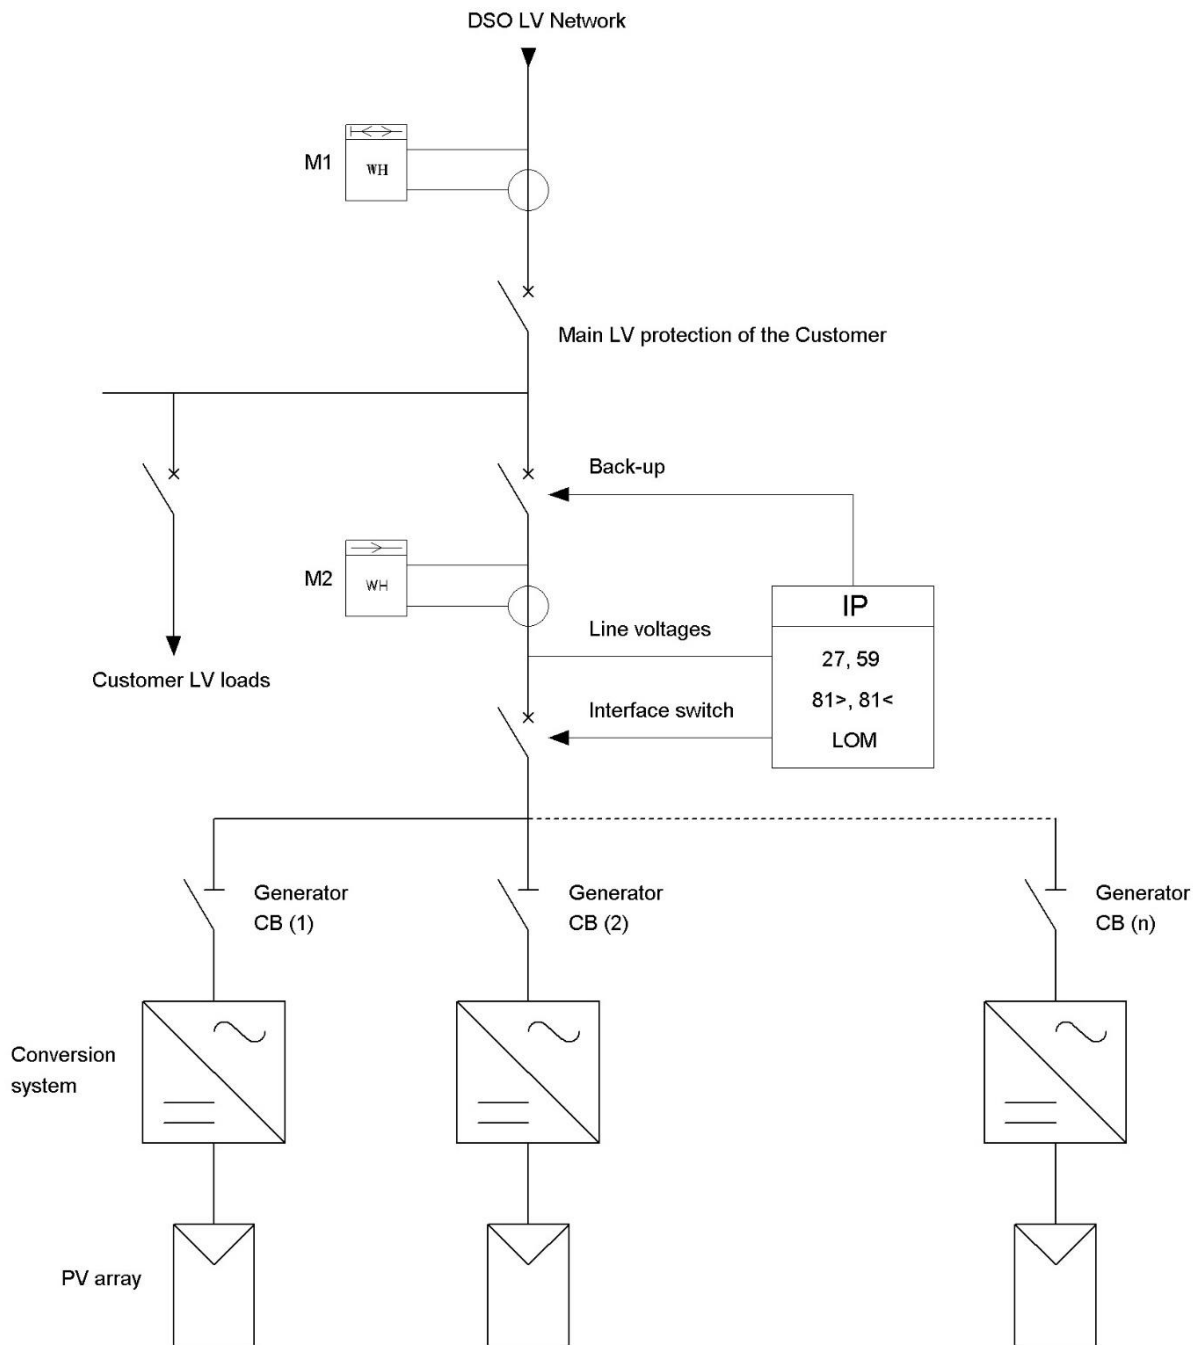 DSO LV Network
M1
WH
Main LV protection of the Customer
Back-up
M2
WH
IP
Line voltages
27, 59
Customer LV loads
81>, 81<
Interface switch
LOM
Generator
CB (1)
Generator
CB (2)
Generator
CB (n)
Conversion
system
PV array